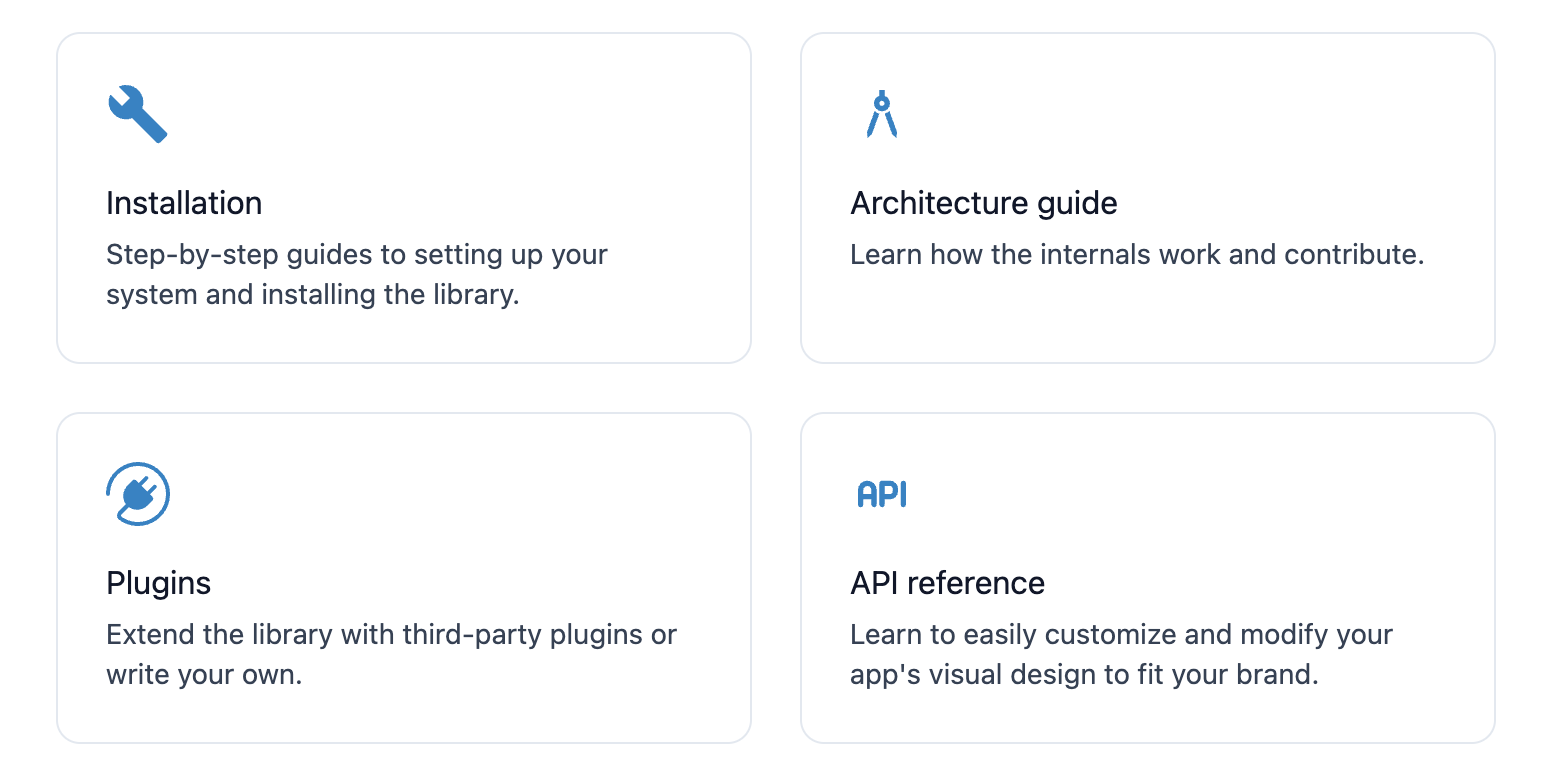 Installation
Step-by-step guides to setting up your
system and installing the library.
Architecture guide
Learn how the internals work and contribute.
Plugins
Extend the library with third-party plugins or
write your own.
API
API reference
Learn to easily customize and modify your
app's visual design to fit your brand.